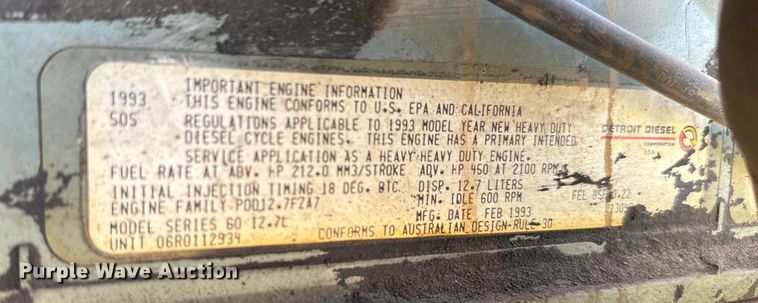 IMPORTANT ENGINE INFORMATION
1993 THIS ENGINE CONFORMS TO U.S. EPA AND CALIFORNIA
50S REGULATIONS APPLICABLE TO 1993 MODEL YEAR NEW HEAVY DUTY
DIESEL CYCLE ENGINES. THIS ENGINE HAS A PRIMARY INTENDED
SERVICE APPLICATION AS A HEAVY-HEAVY DUTY ENGINE.
FUEL RATE AT ADV. HP 212.0 MM3/STROKE ADV. HP 450 AT 2100 RPM
INITIAL INJECTION TIMING 18 DEG. BTC. DISP. 12.7 LITERS
ENGINE FAMILY PDD12.7FZA7 MIN. IDLE 600 RPM
MODEL SERIES 60 12.7L MFG. DATE FEB 1993
UNIT 06R0112934 CONFORMS TO AUSTRALIAN DESIGN-RULE 30
DETROIT DIESEL
CORPORATION
FEL
Purple Wave Auction